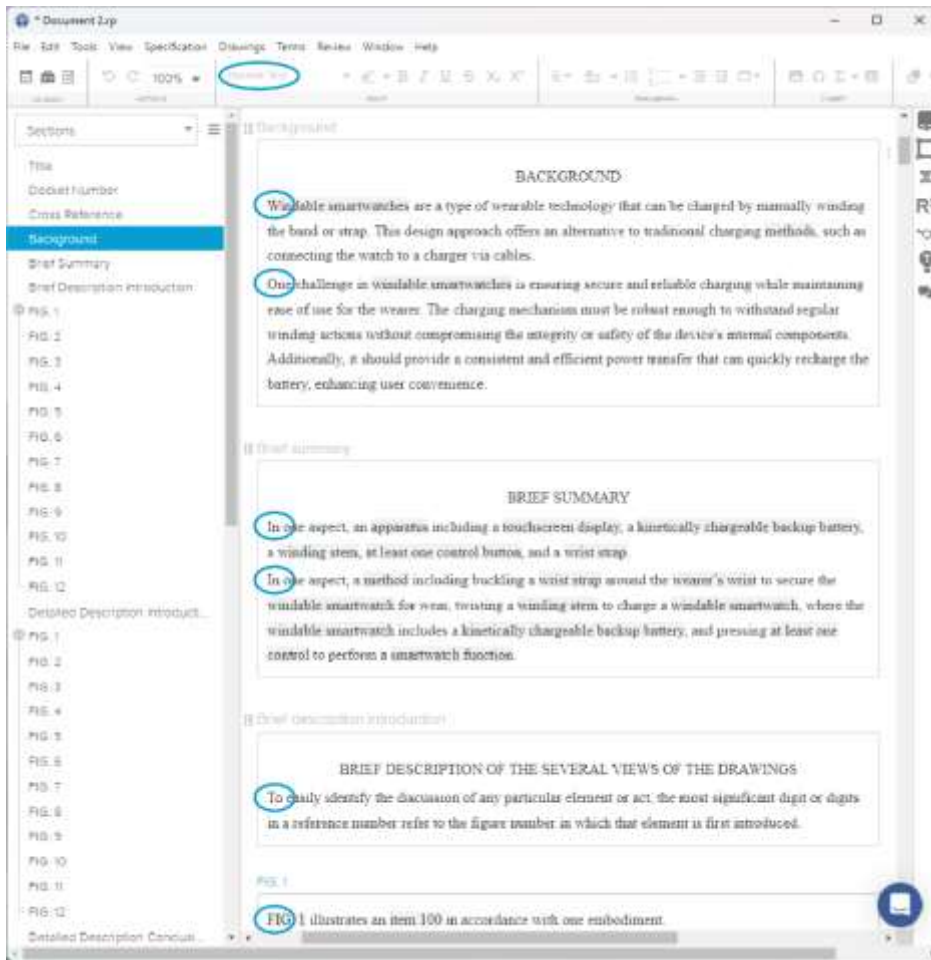 * Document 2.rp
File Edit Tools View Specification Drawings Terms Review Window Help
100%
Sections
Title
Docket Number
Cross Reference
Background
Brief Summary
Brief Description Introduction
FIG. 1
FIG. 2
FIG. 3
FIG. 4
FIG. 5
FIG. 6
FIG. 7
FIG. 8
FIG. 9
FIG. 10
FIG. 11
FIG. 12
Detailed Description Introducti...
FIG. 1
FIG. 2
FIG. 3
FIG. 4
FIG. 5
FIG. 6
FIG. 7
FIG. 8
FIG. 9
FIG. 10
FIG. 11
FIG. 12
Detailed Description Conclusi...
Background
BACKGROUND
Windable smartwatches are a type of wearable technology that can be charged by manually winding
the band or strap. This design approach offers an alternative to traditional charging methods, such as
connecting the watch to a charger via cables.
One challenge in windable smartwatches is ensuring secure and reliable charging while maintaining
ease of use for the wearer. The charging mechanism must be robust enough to withstand regular
winding actions without compromising the integrity or safety of the device's internal components.
Additionally, it should provide a consistent and efficient power transfer that can quickly recharge the
battery, enhancing user convenience.
Brief summary
BRIEF SUMMARY
In one aspect, an apparatus including a touchscreen display, a kinetically chargeable backup battery,
a winding stem, at least one control button, and a wrist strap.
In one aspect, a method including buckling a wrist strap around the wearer's wrist to secure the
windable smartwatch for wear, twisting a winding stem to charge a windable smartwatch, where the
windable smartwatch includes a kinetically chargeable backup battery, and pressing at least one
control to perform a smartwatch function.
Brief description introduction
BRIEF DESCRIPTION OF THE SEVERAL VIEWS OF THE DRAWINGS
To easily identify the discussion of any particular element or act, the most significant digit or digits
in a reference number refer to the figure number in which that element is first introduced.
FIG. 1
FIG. 1 illustrates an item 100 in accordance with one embodiment.